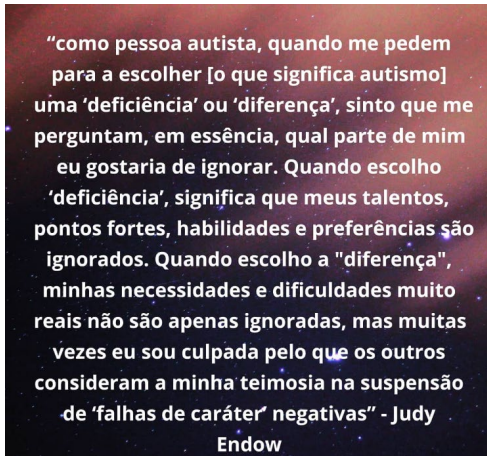 “como pessoa autista, quando me pedem
para a escolher [o que significa autismo]
uma ‘deficiência’ ou ‘diferença’, sinto que me
perguntam, em essência, qual parte de mim
eu gostaria de ignorar. Quando escolho
‘deficiência’, significa que meus talentos,
pontos fortes, habilidades e preferências são
ignorados. Quando escolho a "diferença",
minhas necessidades e dificuldades muito
reais não são apenas ignoradas, mas muitas
vezes eu sou culpada pelo que os outros
consideram a minha teimosia na suspensão
de ‘falhas de caráter’ negativas” - Judy
Endow